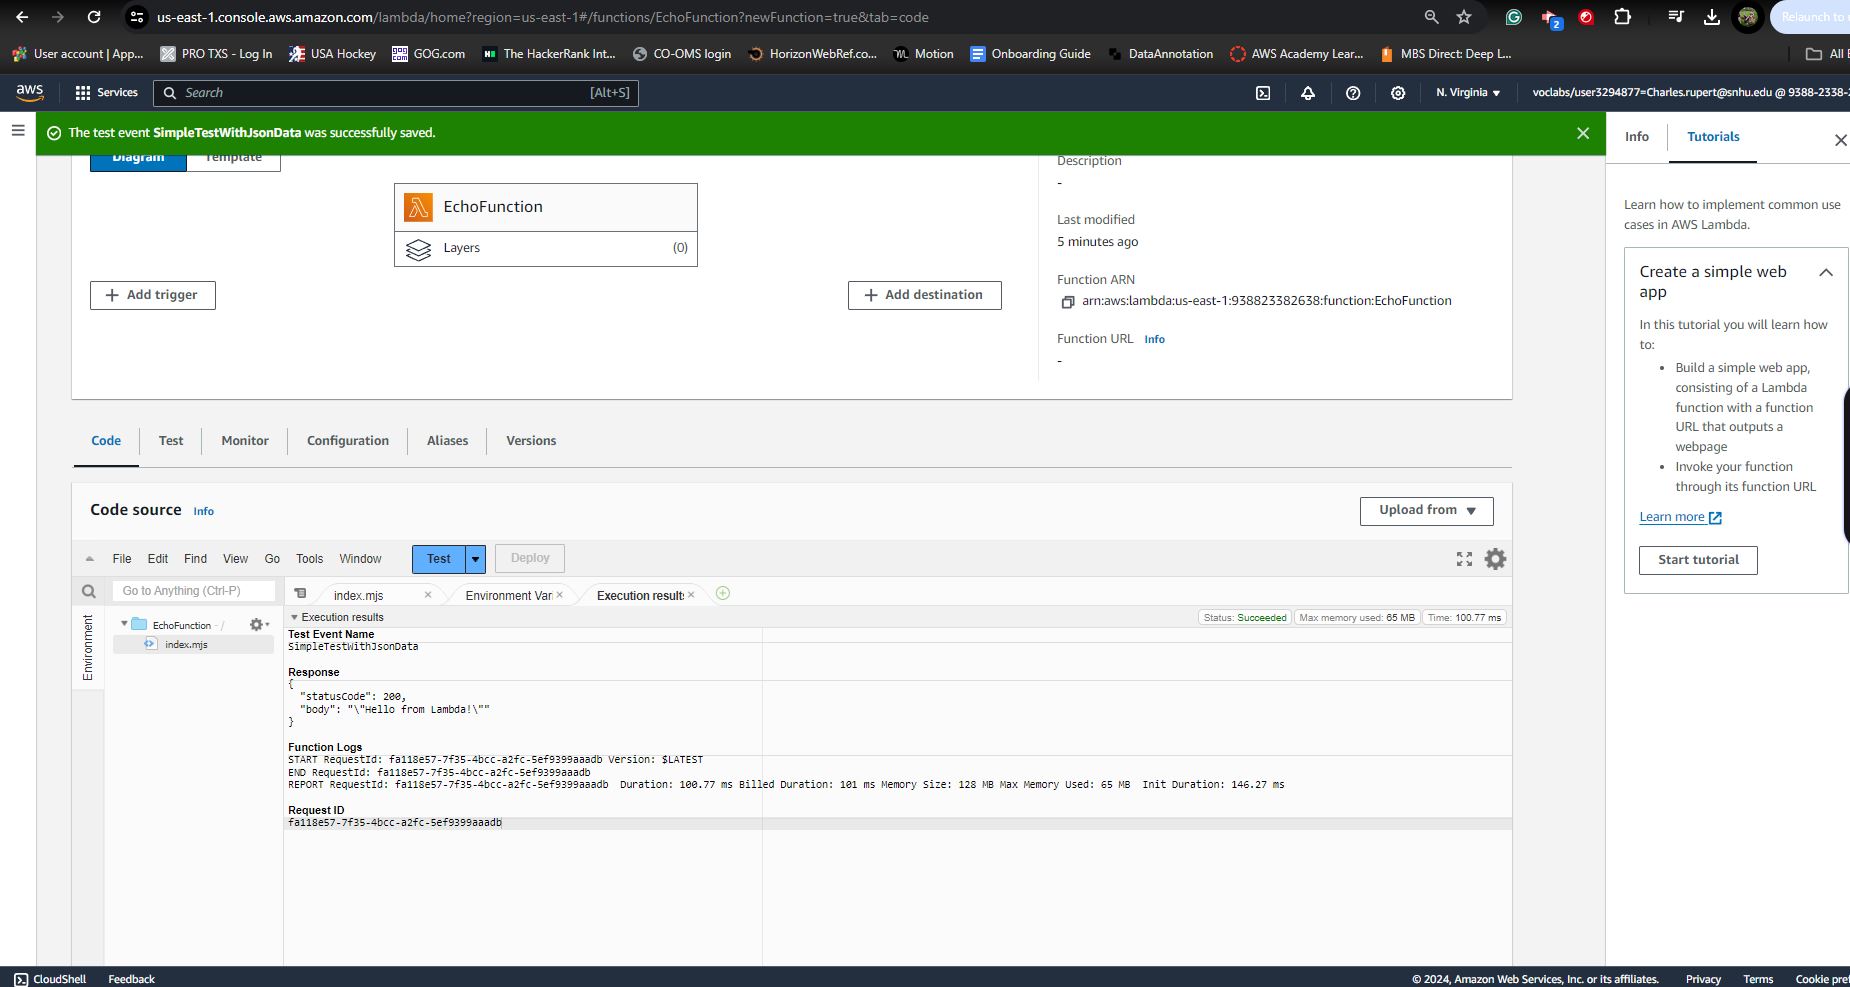 us-east-1.console.aws.amazon.com/lambda/home?region=us-east-1#/functions/EchoFunction?newFunction=true&tab=code
2
Relaunch to
User account | App...
PRO TXS - Log In
USA Hockey
GOG.com
The HackerRank Int...
CO-OMS login
HorizonWebRef.co...
Motion
Onboarding Guide
DataAnnotation
AWS Academy Lear...
MBS Direct: Deep L...
All
aws
Services
Search
[Alt+S]
N. Virginia
voclabs/user3294877=Charles.rupert@snhu.edu @ 9388-2338-
The test event SimpleTestWithJsonData was successfully saved.
Info
Tutorials
Diagram
Template
EchoFunction
Layers
(0)
+ Add trigger
+ Add destination
Description
-
Last modified
5 minutes ago
Function ARN
arn:aws:lambda:us-east-1:938823382638:function:EchoFunction
Function URL Info
-
Learn how to implement common use
cases in AWS Lambda.
Create a simple web
app
In this tutorial you will learn how
to:
• Build a simple web app,
consisting of a Lambda
function with a function
URL that outputs a
webpage
• Invoke your function
through its function URL
Learn more
Start tutorial
Code
Test
Monitor
Configuration
Aliases
Versions
Code source Info
Upload from
File
Edit
Find
View
Go
Tools
Window
Test
Deploy
Go to Anything (Ctrl-P)
index.mjs
Environment Vari
Execution results
Environment
EchoFunction - /
index.mjs
Execution results
Status: Succeeded
Max memory used: 65 MB
Time: 100.77 ms
Test Event Name
SimpleTestWithJsonData
Response
{
"statusCode": 200,
"body": "\"Hello from Lambda!\""
}
Function Logs
START RequestId: fa118e57-7f35-4bcc-a2fc-5ef9399aaadb Version: $LATEST
END RequestId: fa118e57-7f35-4bcc-a2fc-5ef9399aaadb
REPORT RequestId: fa118e57-7f35-4bcc-a2fc-5ef9399aaadb Duration: 100.77 ms Billed Duration: 101 ms Memory Size: 128 MB Max Memory Used: 65 MB Init Duration: 146.27 ms
Request ID
fa118e57-7f35-4bcc-a2fc-5ef9399aaadb
CloudShell
Feedback
© 2024, Amazon Web Services, Inc. or its affiliates.
Privacy
Terms
Cookie pre